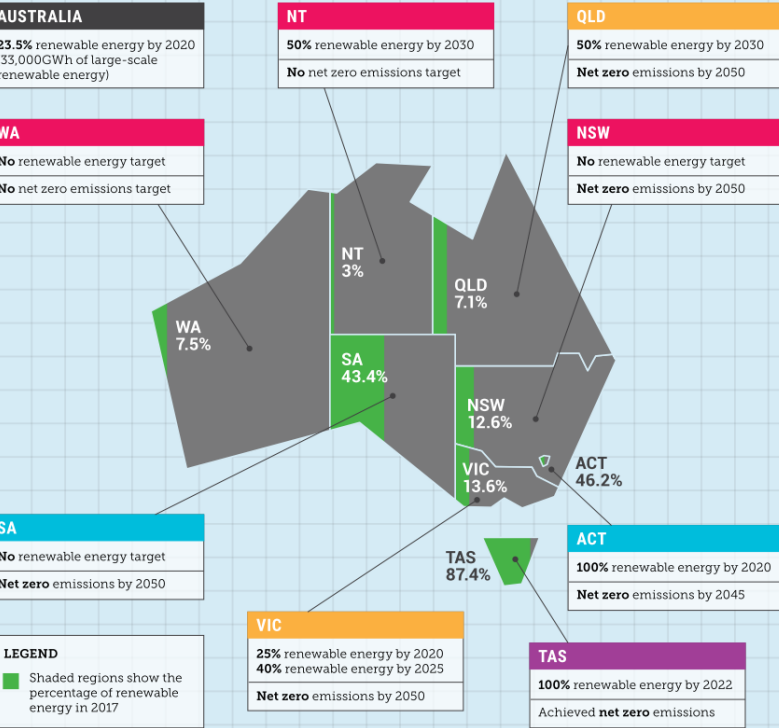 AUSTRALIA
23.5% renewable energy by 2020
(33,000GWh of large-scale
renewable energy)
NT
50% renewable energy by 2030
No net zero emissions target
QLD
50% renewable energy by 2030
Net zero emissions by 2050
WA
No renewable energy target
No net zero emissions target
NSW
No renewable energy target
Net zero emissions by 2050
NT
3%
QLD
7.1%
WA
7.5%
SA
43.4%
NSW
12.6%
VIC
13.6%
ACT
46.2%
TAS
87.4%
SA
No renewable energy target
Net zero emissions by 2050
ACT
100% renewable energy by 2020
Net zero emissions by 2045
VIC
25% renewable energy by 2020
40% renewable energy by 2025
Net zero emissions by 2050
TAS
100% renewable energy by 2022
Achieved net zero emissions
LEGEND
Shaded regions show the
percentage of renewable
energy in 2017